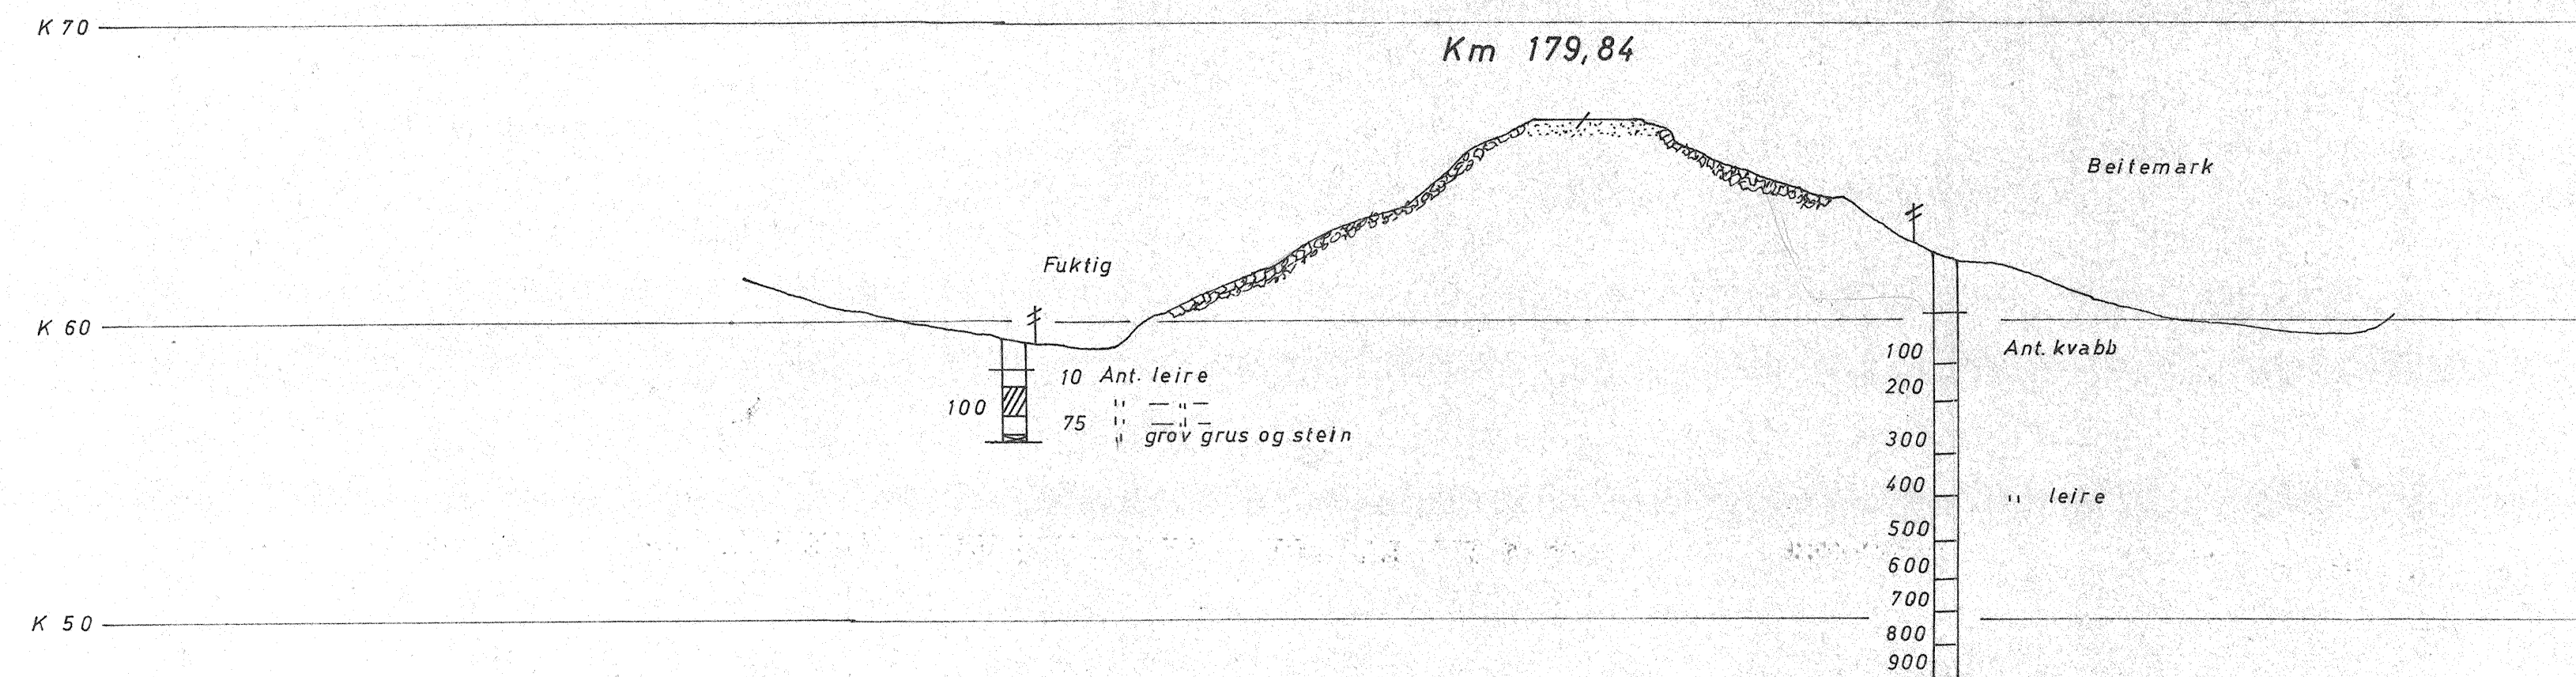 K 70
Km 179,84
Beitemark
Fuktig
K 60
100
Ant. kvabb
10 Ant. leire
200
100
" — " —
75 " — " —
" grov grus og stein
300
400
" leire
500
600
700
K 50
800
900